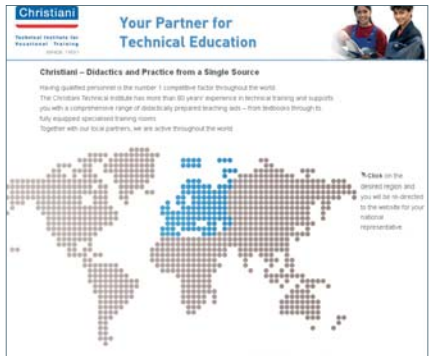 Christiani
Technical Institute for
Vocational Training
Your Partner for
Technical Education
Christiani – Didactics and Practice from a Single Source
Having qualified personnel is the number 1 competitive factor throughout the world
The Christiani Technical Institute has more than 80 years' experience in technical training and supports
you with a comprehensive range of didactically prepared teaching aids – from textbooks through to
fully equipped specialised training rooms
Together with our local partners, we are active throughout the world
Click on the
desired region and
you will be re-directed
to the website for your
national
representative